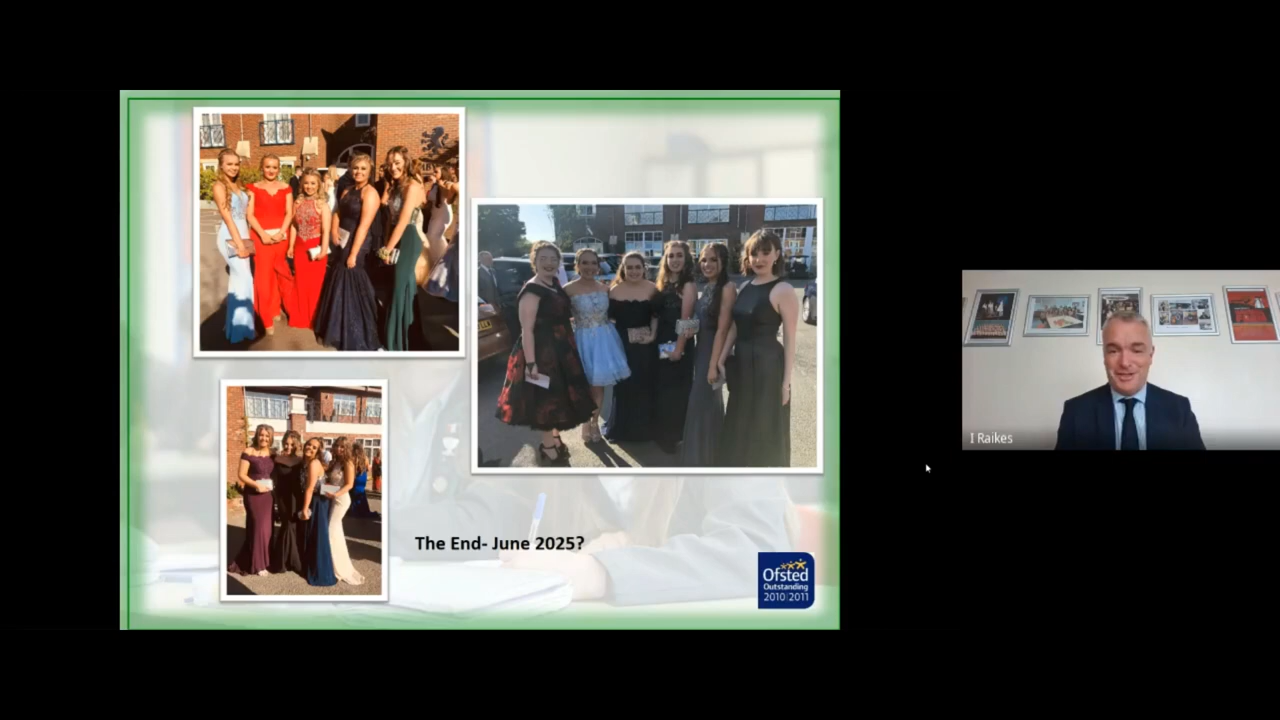 The End- June 2025?
Ofsted
Outstanding
2010|2011
I Raikes